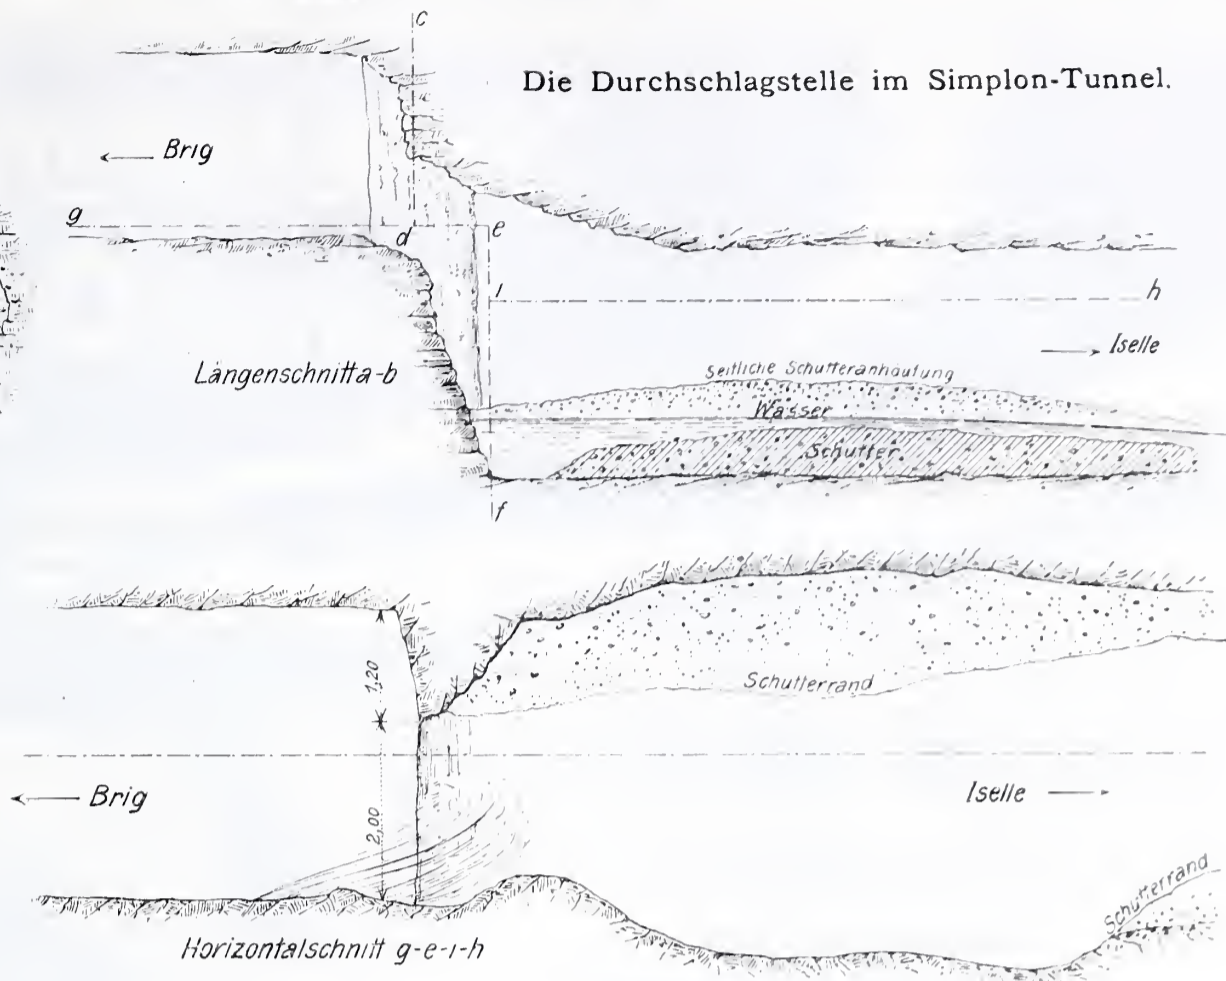 c
Die Durchschlagstelle im Simplon-Tunnel.
Brig
g
d
e
i
h
Iselle
Längenschnitt a-b
Seitliche Schutteranhäufung
Wasser
Schutter
f
1,20
Schutterrand
Brig
Iselle
2,00
Schutterrand
Horizontalschnitt g-e-i-h